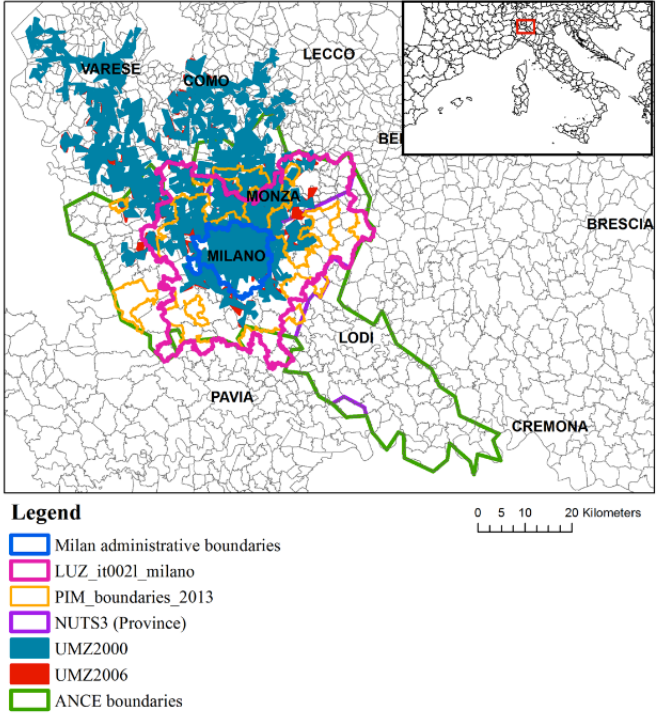 LECCO
VARESE
COMO
BE
MONZA
BRESCIA
MILANO
LODI
PAVIA
CREMONA
Legend
0 5 10 20 Kilometers
Milan administrative boundaries
LUZ_it002l_milano
PIM_boundaries_2013
NUTS3 (Province)
UMZ2000
UMZ2006
ANCE boundaries